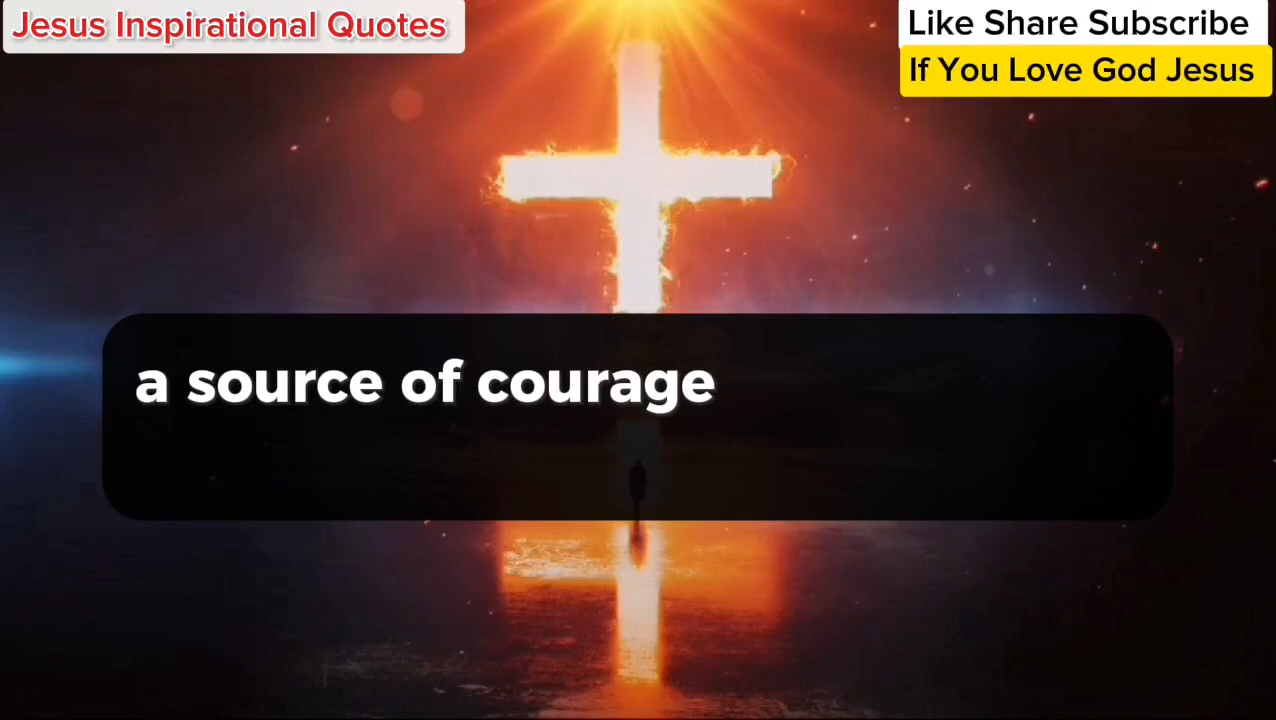 Jesus Inspirational Quotes
Like Share Subscribe
If You Love God Jesus
a source of courage